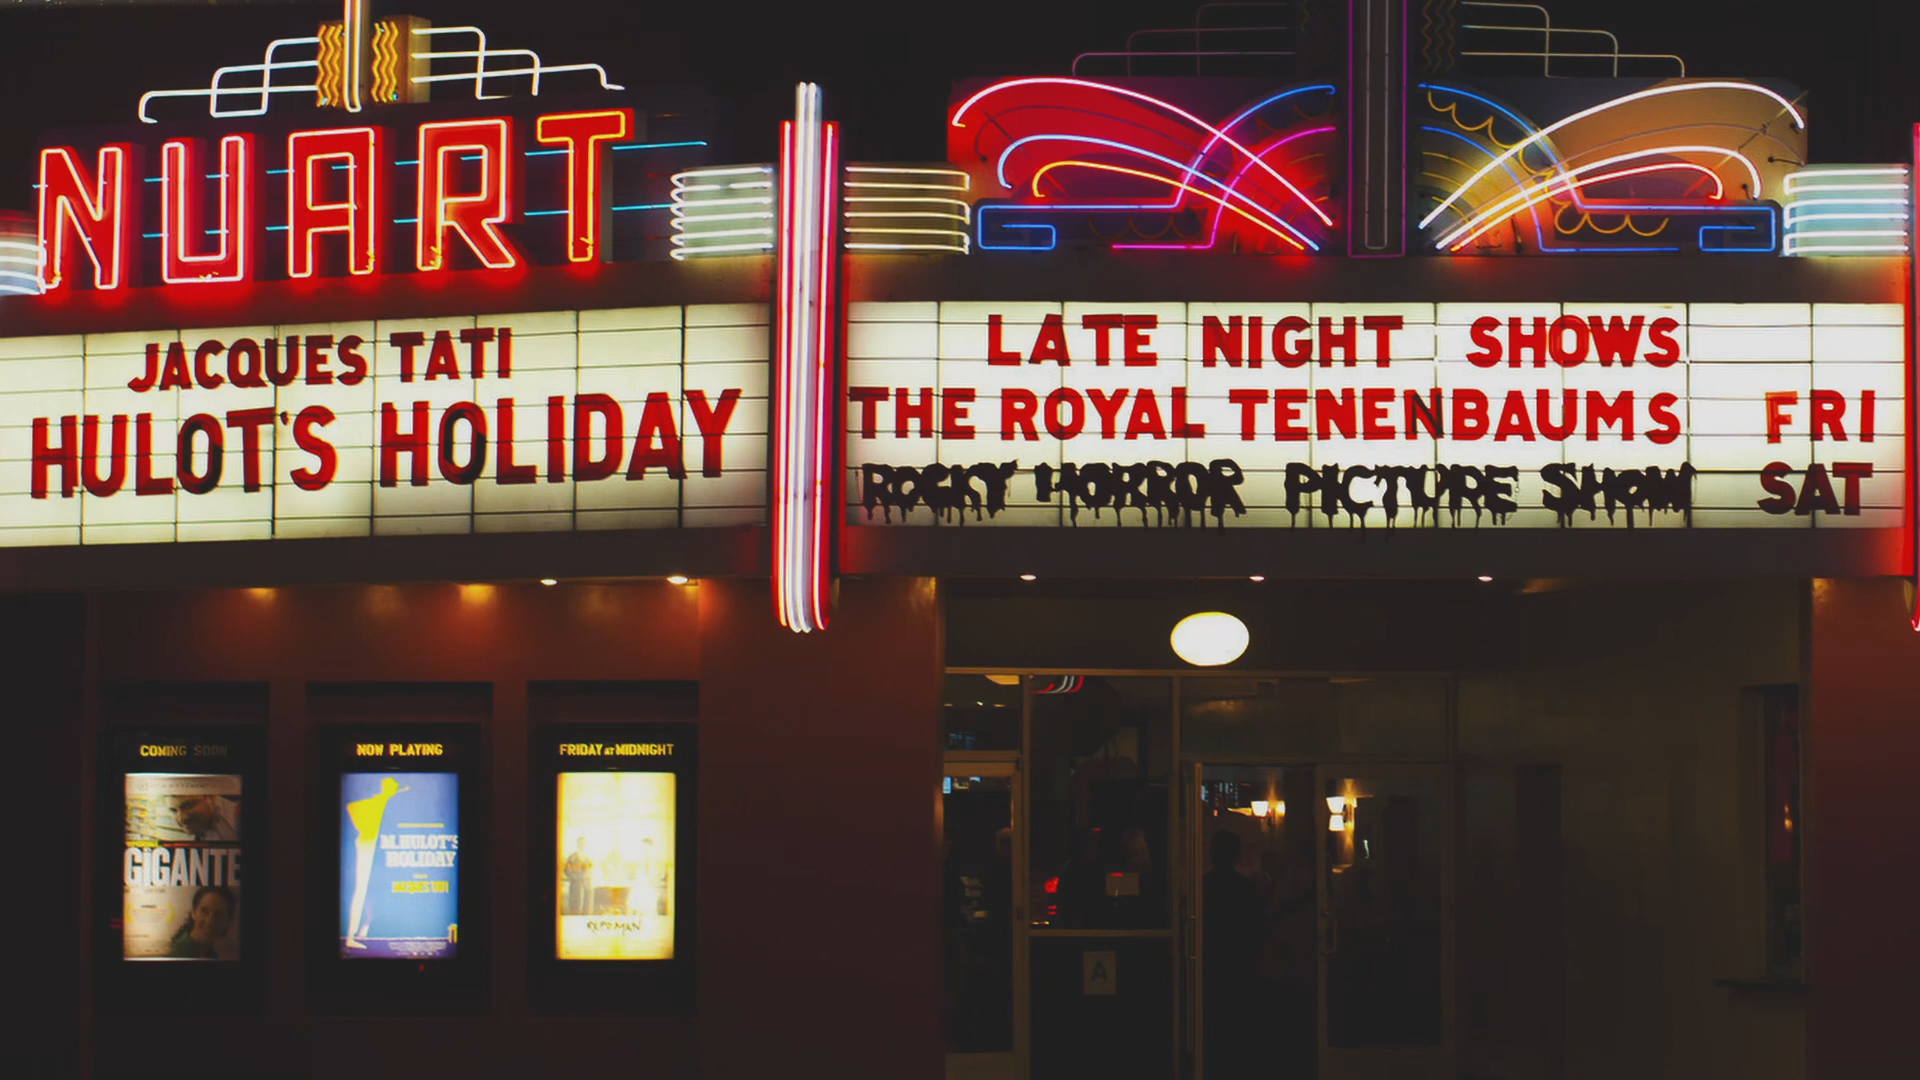 NUART
JACQUES TATI
HULOT'S HOLIDAY
LATE NIGHT SHOWS
THE ROYAL TENENBAUMS FRI
ROCKY HORROR PICTURE SHOW SAT
COMING SOON
GIGANTE
NOW PLAYING
M.HULOT'S
HOLIDAY
JACQUES TATI
FRIDAY AT MIDNIGHT
REPO MAN
A